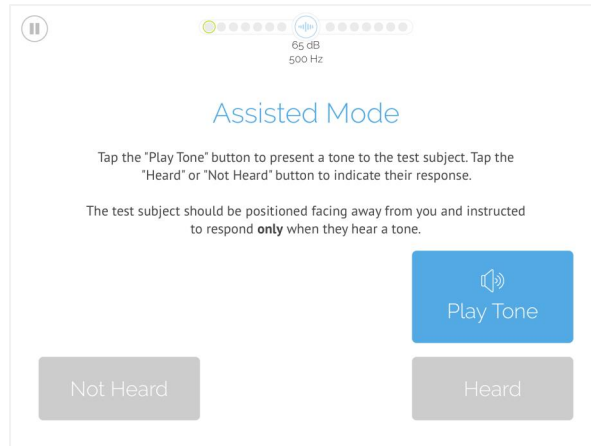 65 dB
500 Hz
Assisted Mode
Tap the "Play Tone" button to present a tone to the test subject. Tap the
"Heard" or "Not Heard" button to indicate their response.
The test subject should be positioned facing away from you and instructed
to respond only when they hear a tone.
Play Tone
Not Heard
Heard